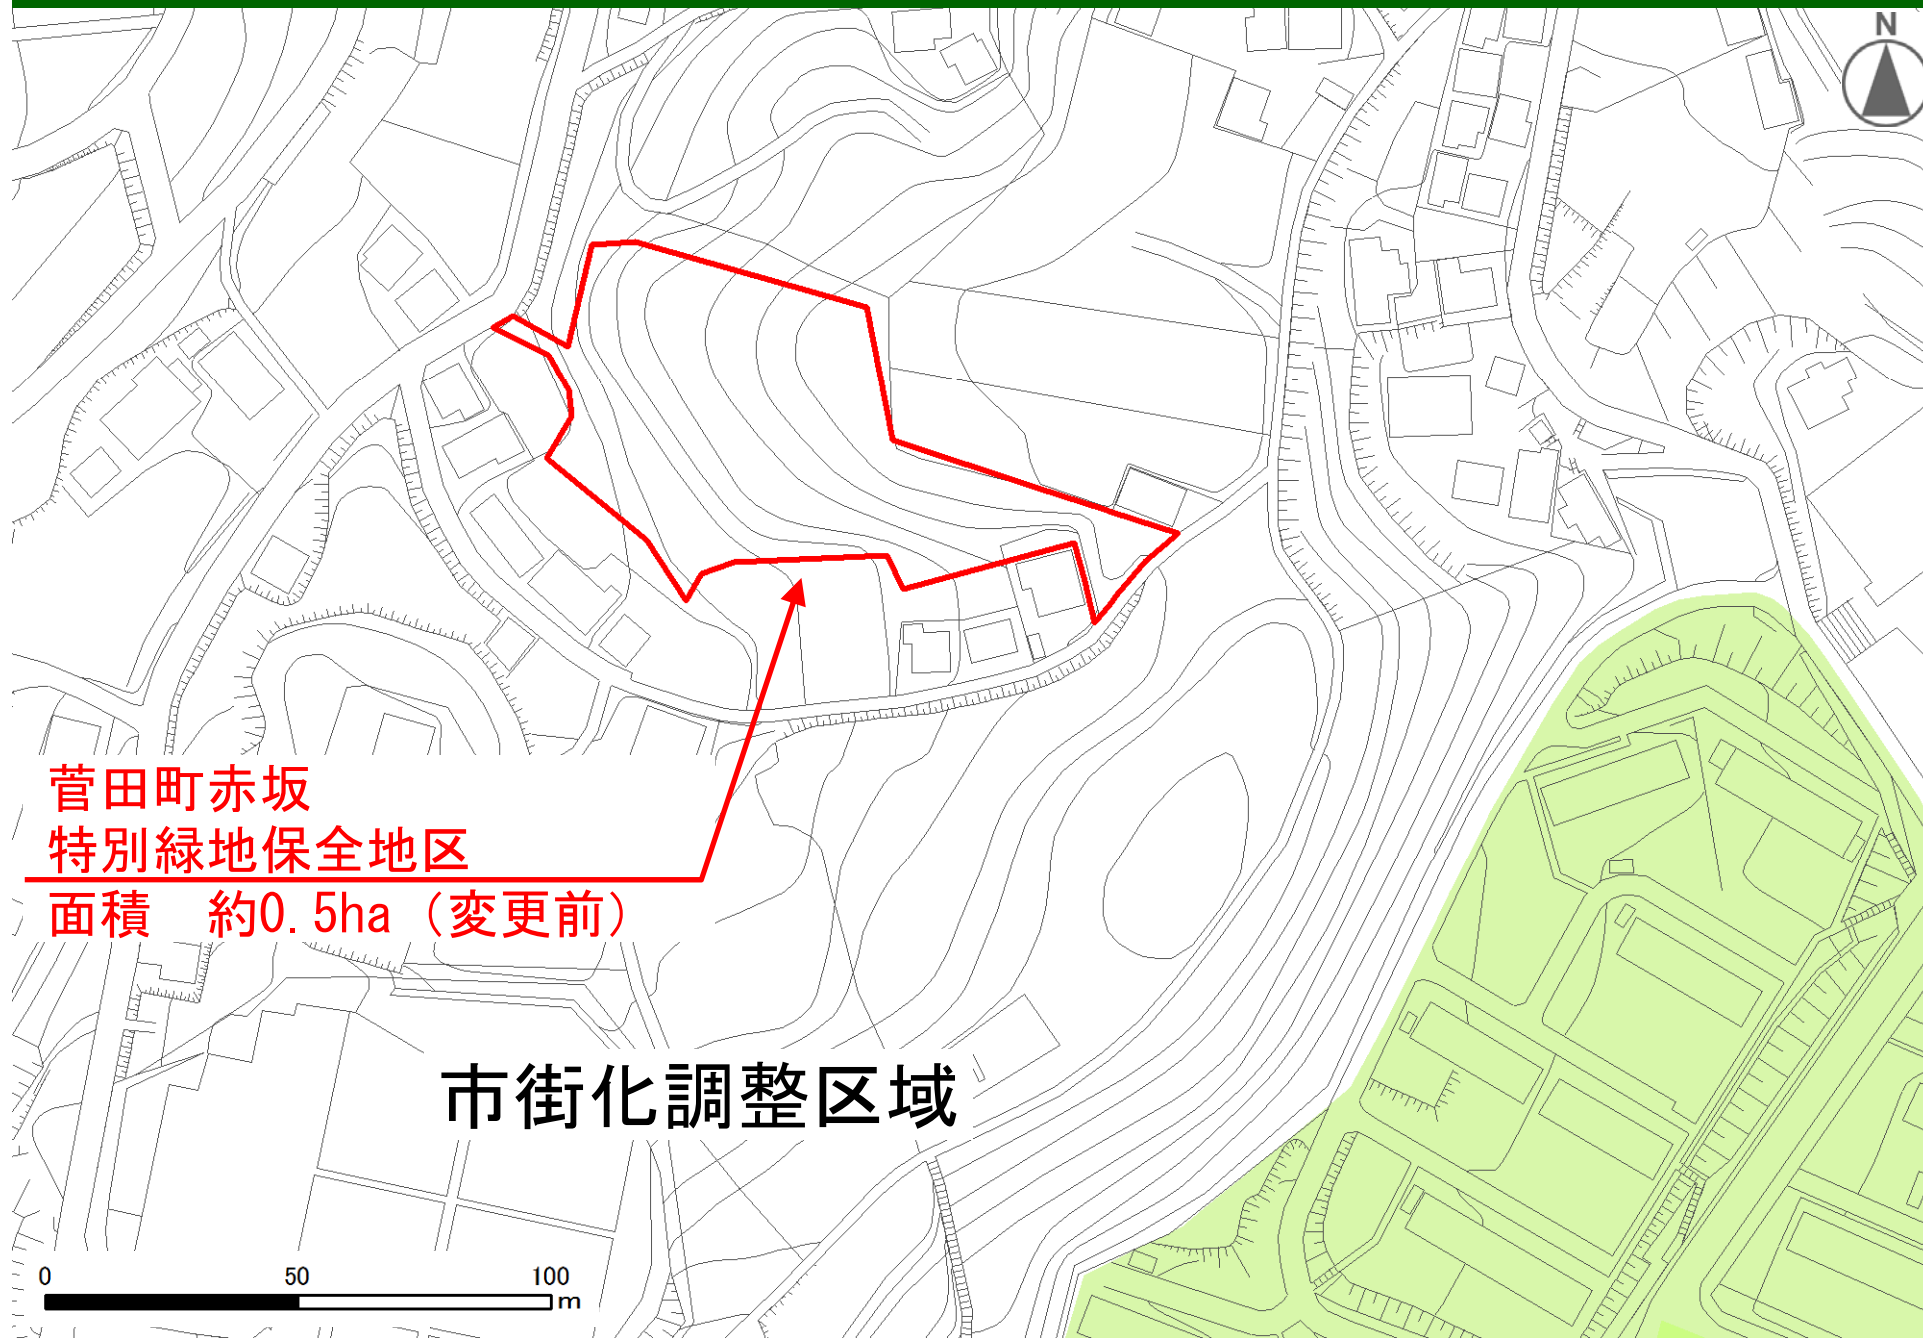 N
菅田町赤坂
特別緑地保全地区
面積 約0.5ha（変更前）
市街化調整区域
0 50 100
m